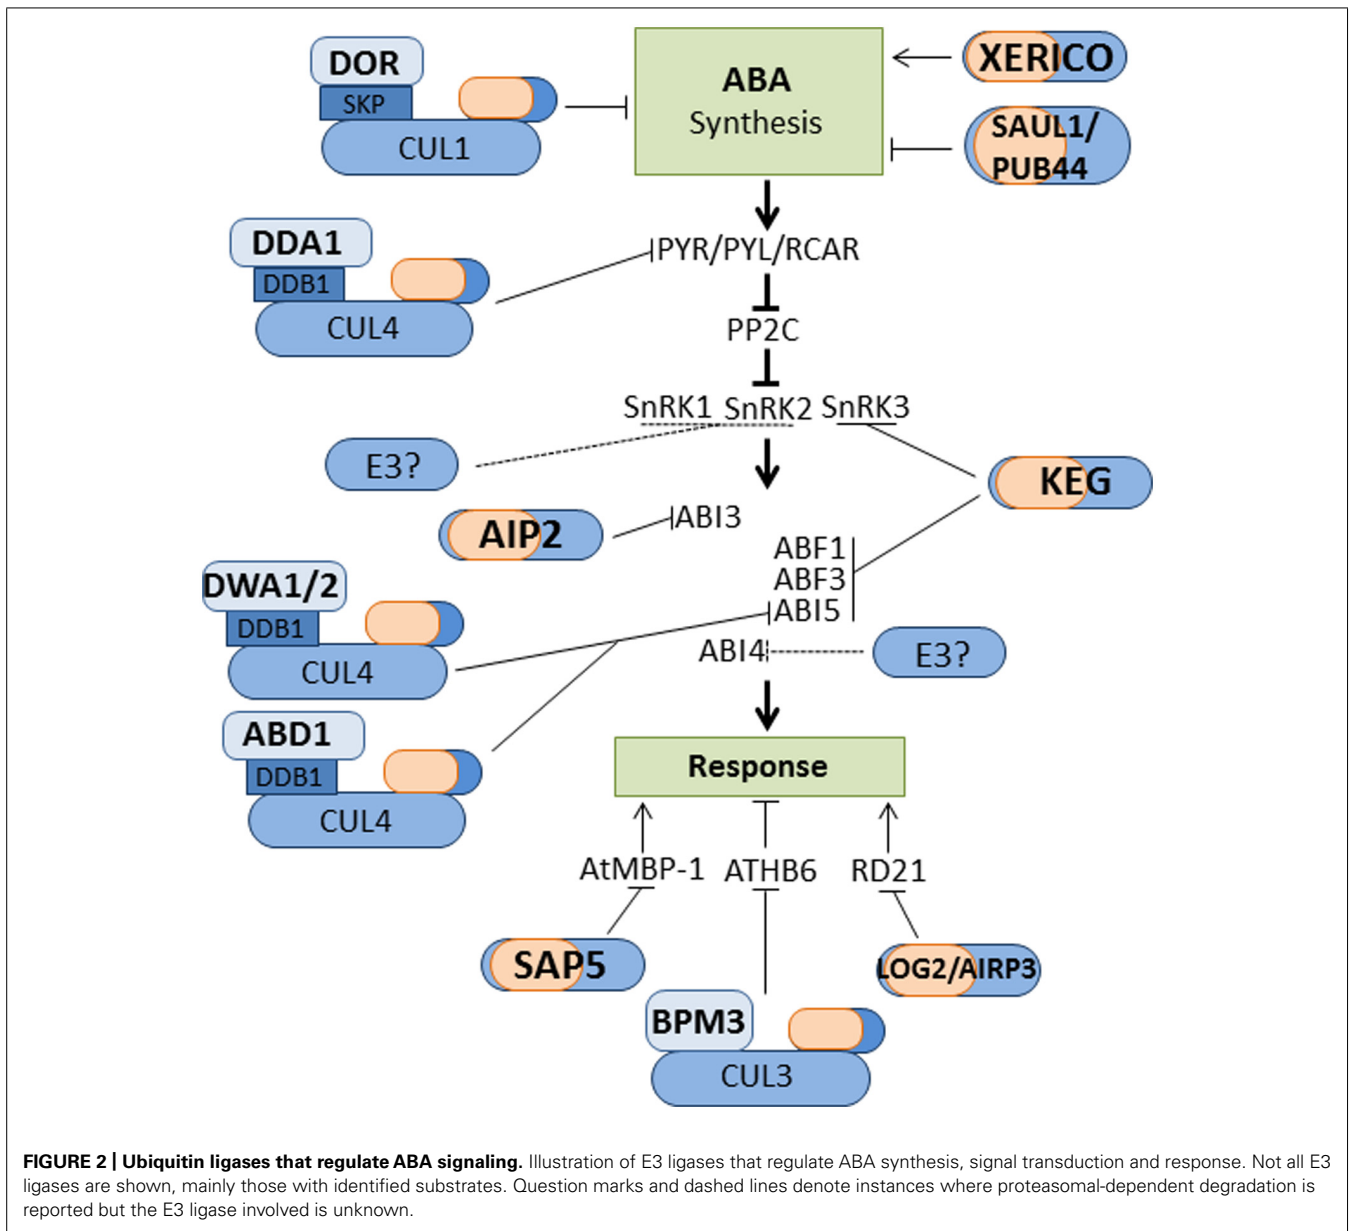 DOR
SKP
CUL1
ABA
Synthesis
XERICO
SAUL1/
PUB44
DDA1
DDB1
CUL4
PYR/PYL/RCAR
PP2C
SnRK1 SnRK2 SnRK3
E3?
KEG
AIP2
ABI3
ABF1
ABF3
ABI5
DWA1/2
DDB1
CUL4
ABI4
E3?
ABD1
DDB1
CUL4
Response
AtMBP-1 ATHB6 RD21
SAP5
LOG2/AIRP3
BPM3
CUL3
FIGURE 2 | Ubiquitin ligases that regulate ABA signaling. Illustration of E3 ligases that regulate ABA synthesis, signal transduction and response. Not all E3
ligases are shown, mainly those with identified substrates. Question marks and dashed lines denote instances where proteasomal-dependent degradation is
reported but the E3 ligase involved is unknown.